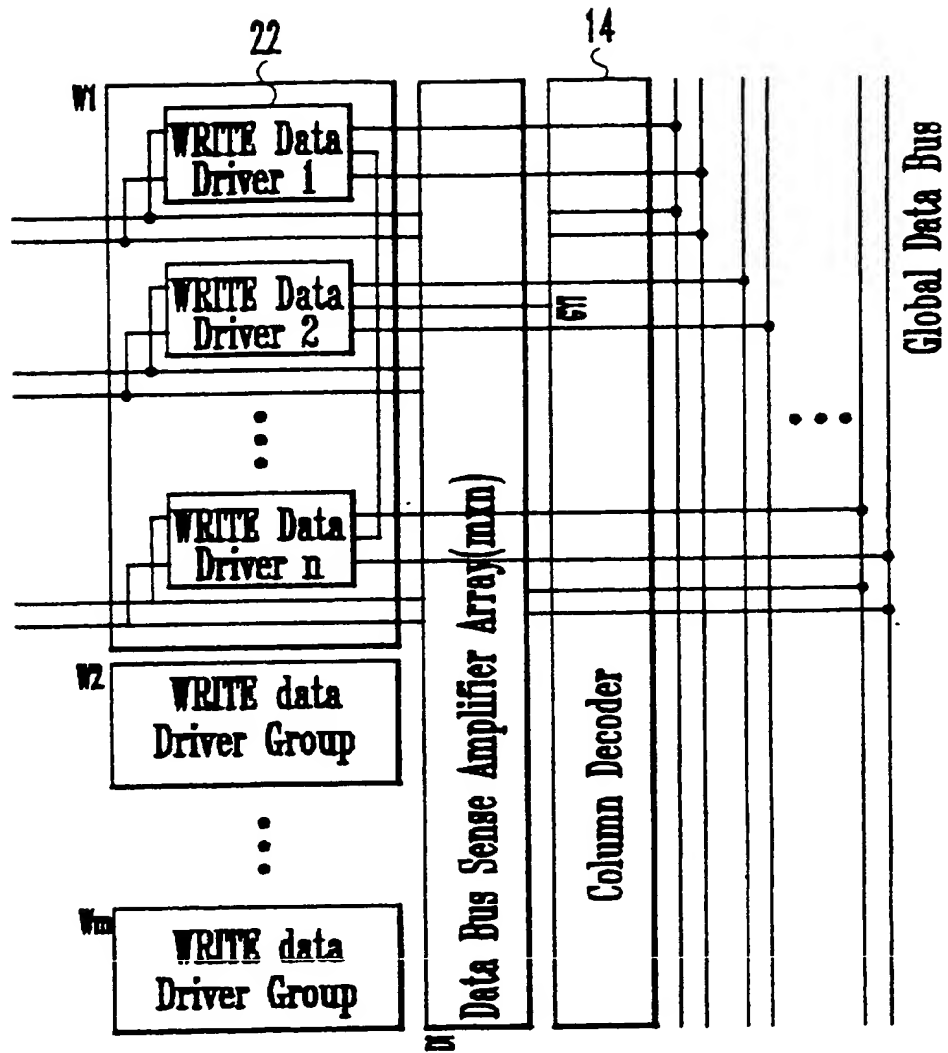 22
14
W1
WRITE Data
Driver 1
WRITE Data
Driver 2
GY1
WRITE Data
Driver n
W2
WRITE data
Driver Group
Wm
WRITE data
Driver Group
Data Bus Sense Amplifier Array(mxn)
Column Decoder
Global Data Bus